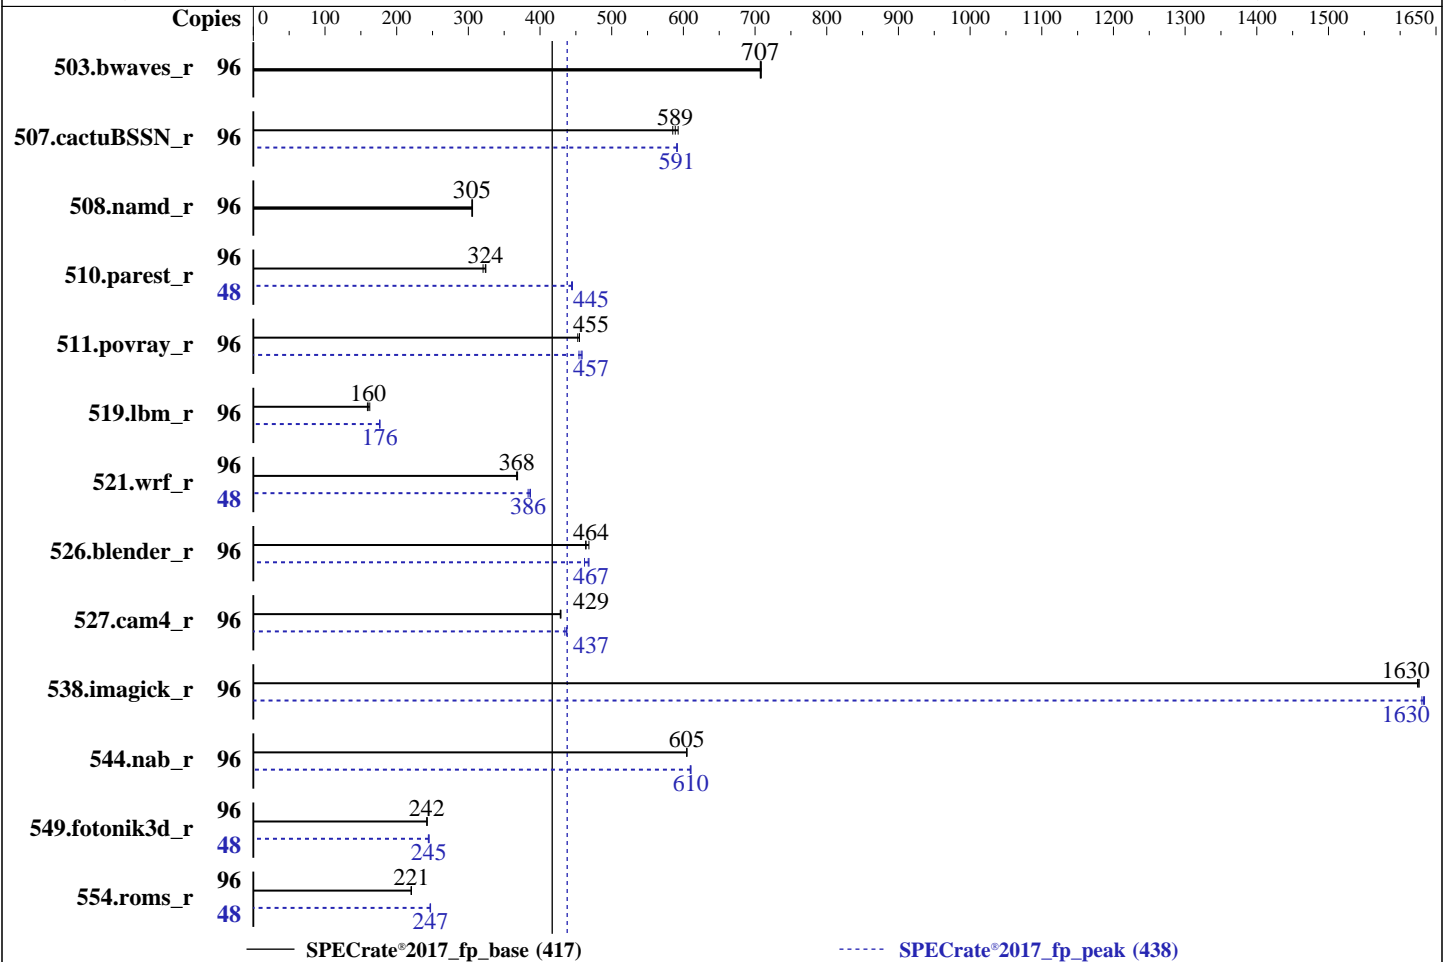 Copies 0 100 200 300 400 500 600 700 800 900 1000 1100 1200 1300 1400 1500 1650
707
503.bwaves_r 96
589
507.cactuBSSN_r 96
591
305
508.namd_r 96
96 324
510.parest_r
48 445
455
511.povray_r 96
457
160
519.lbm_r 96
176
96 368
521.wrf_r
48 386
464
526.blender_r 96
467
429
527.cam4_r 96
437
1630
538.imagick_r 96
1630
605
544.nab_r 96
610
96 242
549.fotonik3d_r
48 245
96 221
554.roms_r
48 247
SPECrate®2017_fp_base (417) SPECrate®2017_fp_peak (438)